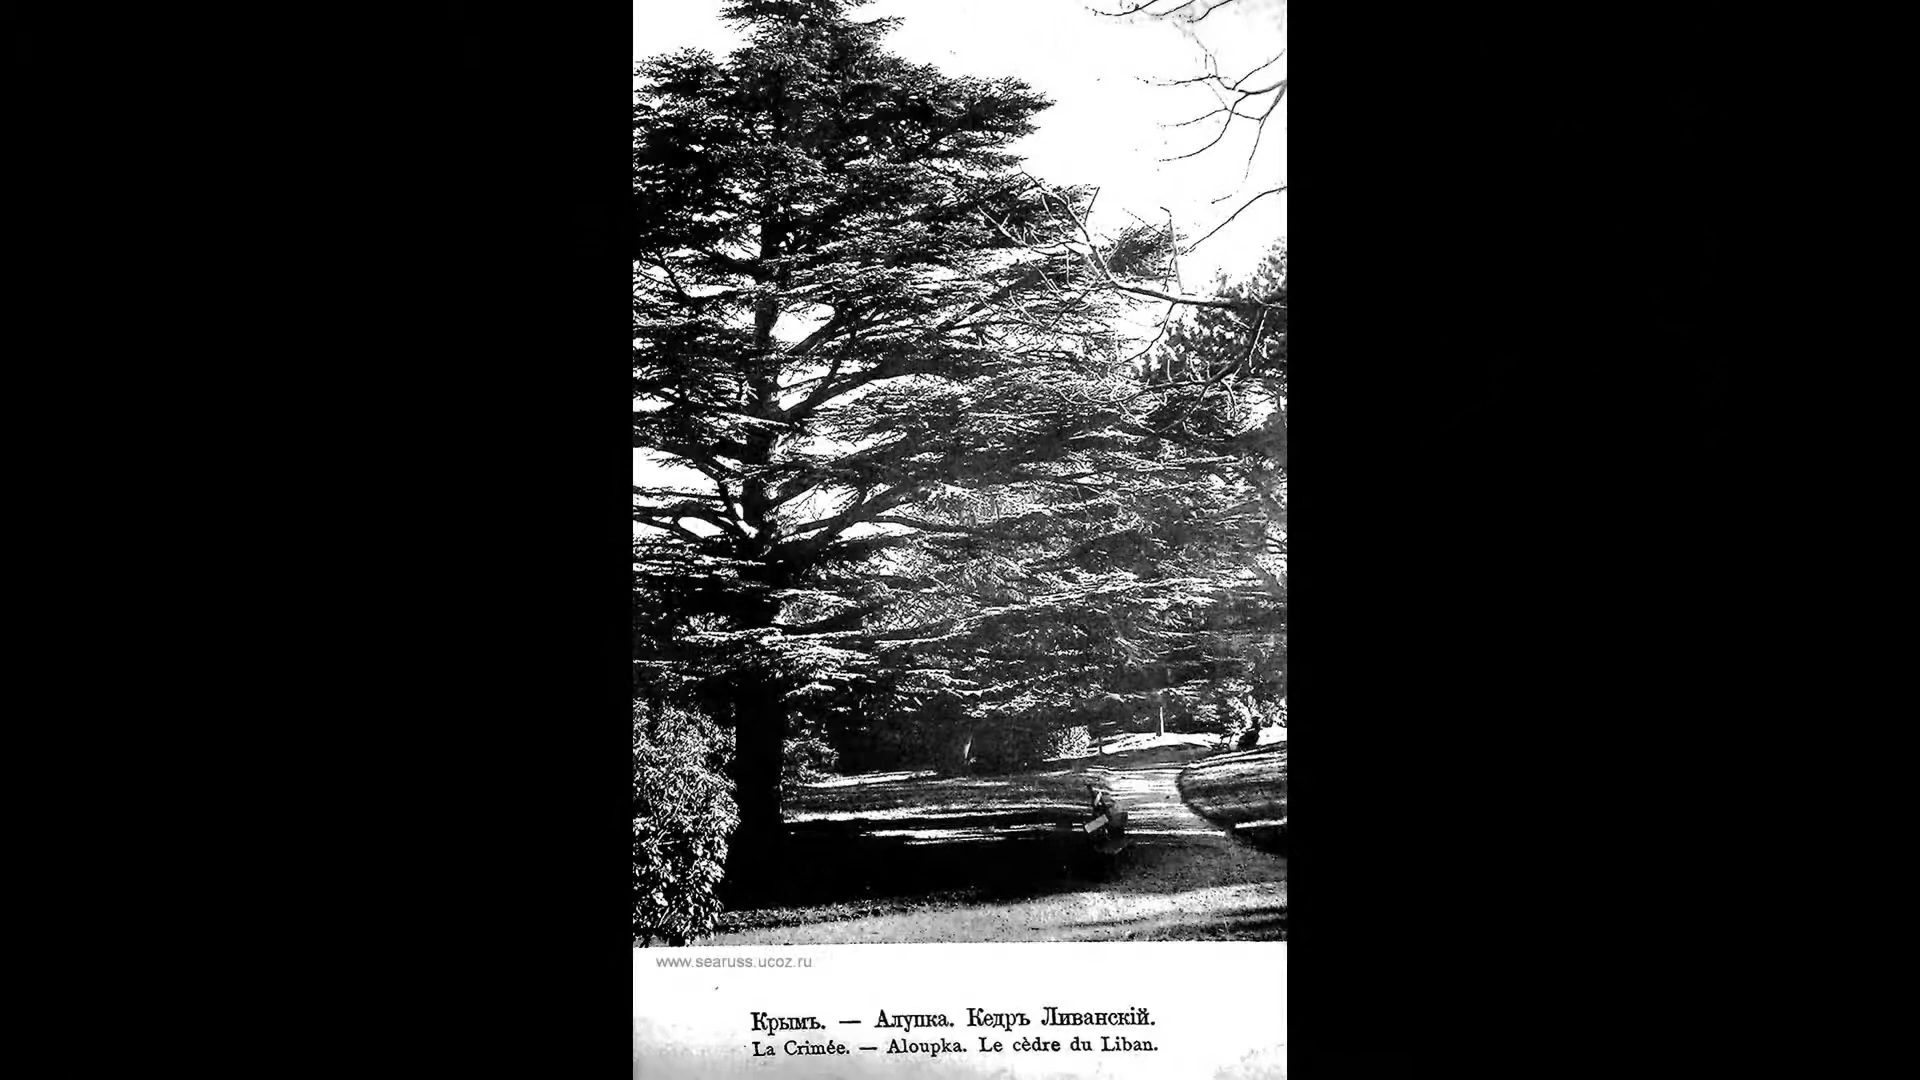 www.searuss.ucoz.ru
Крымъ. — Алупка. Кедръ Ливанскій.
La Crimée. — Aloupka. Le cèdre du Liban.